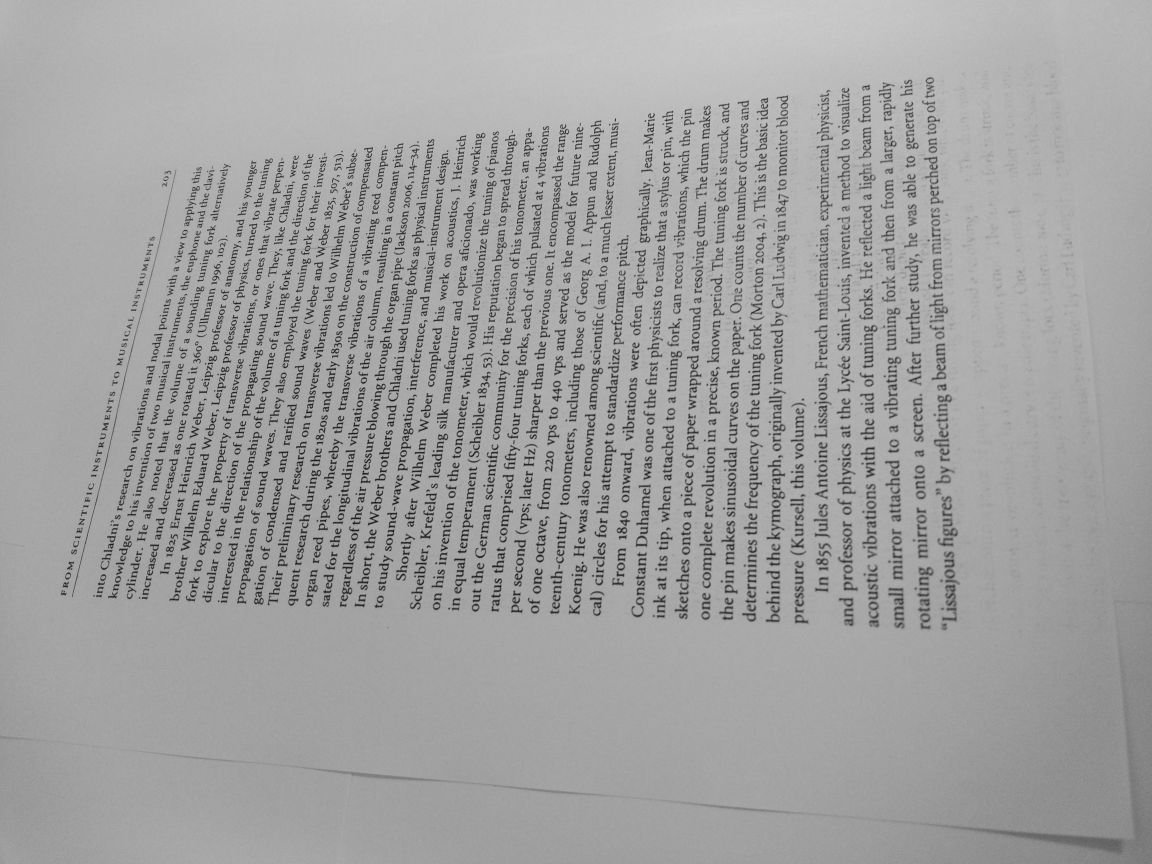 FROM SCIENTIFIC INSTRUMENTS TO MUSICAL INSTRUMENTS 203
into Chladni's research on vibrations and nodal points with a view to applying this
knowledge to his invention of two musical instruments, the euphone and the clavi-
cylinder. He also noted that the volume of a sounding tuning fork alternatively
increased and decreased as one rotated it 360° (Ullmann 1996, 102).
In 1825 Ernst Heinrich Weber, Leipzig professor of anatomy, and his younger
brother Wilhelm Eduard Weber, Leipzig professor of physics, turned to the tuning
fork to explore the property of transverse vibrations, or ones that vibrate perpen-
dicular to the direction of the propagating sound wave. They, like Chladni, were
interested in the relationship of the volume of a tuning fork and the direction of the
propagation of sound waves. They also employed the tuning fork for their investi-
gation of condensed and rarified sound waves (Weber and Weber 1825, 507, 513).
Their preliminary research on transverse vibrations led to Wilhelm Weber's subse-
quent research during the 1820s and early 1830s on the construction of compensated
organ reed pipes, whereby the transverse vibrations of a vibrating reed compen-
sated for the longitudinal vibrations of the air column, resulting in a constant pitch
regardless of the air pressure blowing through the organ pipe (Jackson 2006, 114–34).
In short, the Weber brothers and Chladni used tuning forks as physical instruments
to study sound-wave propagation, interference, and musical-instrument design.
Shortly after Wilhelm Weber completed his work on acoustics, J. Heinrich
Scheibler, Krefeld's leading silk manufacturer and opera aficionado, was working
on his invention of the tonometer, which would revolutionize the tuning of pianos
in equal temperament (Scheibler 1834, 53). His reputation began to spread through-
out the German scientific community for the precision of his tonometer, an appa-
ratus that comprised fifty-four tuning forks, each of which pulsated at 4 vibrations
per second (vps; later Hz) sharper than the previous one. It encompassed the range
of one octave, from 220 vps to 440 vps and served as the model for future nine-
teenth-century tonometers, including those of Georg A. I. Appun and Rudolph
Koenig. He was also renowned among scientific (and, to a much lesser extent, musi-
cal) circles for his attempt to standardize performance pitch.
From 1840 onward, vibrations were often depicted graphically. Jean-Marie
Constant Duhamel was one of the first physicists to realize that a stylus or pin, with
ink at its tip, when attached to a tuning fork, can record vibrations, which the pin
sketches onto a piece of paper wrapped around a resolving drum. The drum makes
one complete revolution in a precise, known period. The tuning fork is struck, and
the pin makes sinusoidal curves on the paper. One counts the number of curves and
determines the frequency of the tuning fork (Morton 2004, 2). This is the basic idea
behind the kymograph, originally invented by Carl Ludwig in 1847 to monitor blood
pressure (Kursell, this volume).
In 1855 Jules Antoine Lissajous, French mathematician, experimental physicist,
and professor of physics at the Lycée Saint-Louis, invented a method to visualize
acoustic vibrations with the aid of tuning forks. He reflected a light beam from a
small mirror attached to a vibrating tuning fork and then from a larger, rapidly
rotating mirror onto a screen. After further study, he was able to generate his
"Lissajous figures" by reflecting a beam of light from mirrors perched on top of two